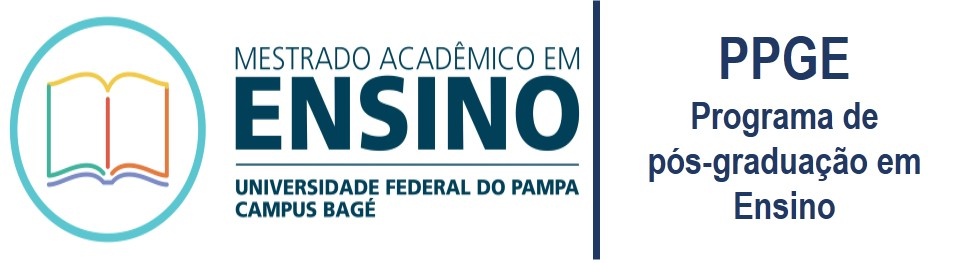 MESTRADO ACADÊMICO EM
ENSINO
UNIVERSIDADE FEDERAL DO PAMPA
CAMPUS BAGÉ
PPGE
Programa de
pós-graduação em
Ensino